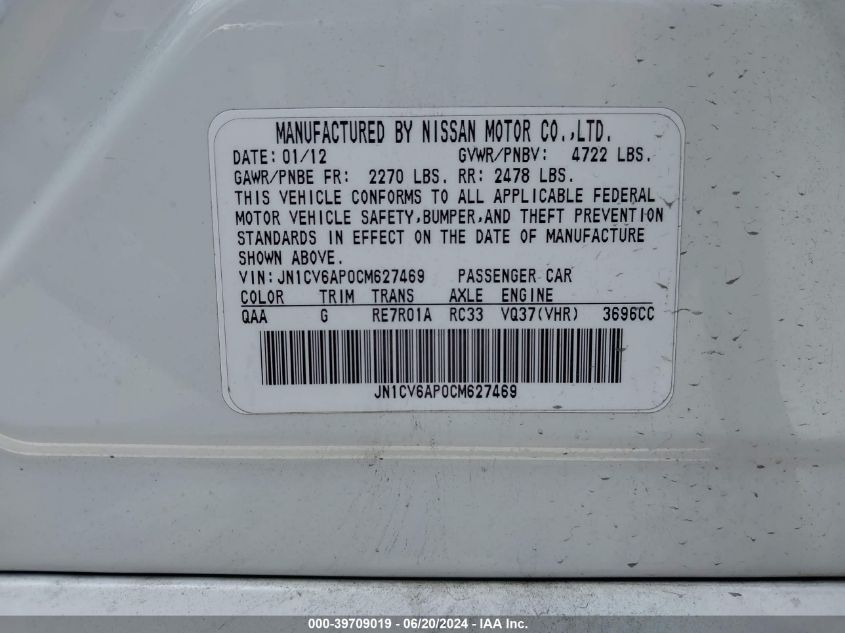 MANUFACTURED BY NISSAN MOTOR CO.,LTD.
DATE: 01/12 GVWR/PNBV: 4722 LBS.
GAWR/PNBE FR: 2270 LBS. RR: 2478 LBS.
THIS VEHICLE CONFORMS TO ALL APPLICABLE FEDERAL
MOTOR VEHICLE SAFETY,BUMPER,AND THEFT PREVENTION
STANDARDS IN EFFECT ON THE DATE OF MANUFACTURE
SHOWN ABOVE.
VIN:JN1CV6AP0CM627469 PASSENGER CAR
COLOR TRIM TRANS AXLE ENGINE
QAA G RE7R01A RC33 VQ37(VHR) 3696CC
JN1CV6AP0CM627469
000-39709019 - 06/20/2024 - IAAI.com.